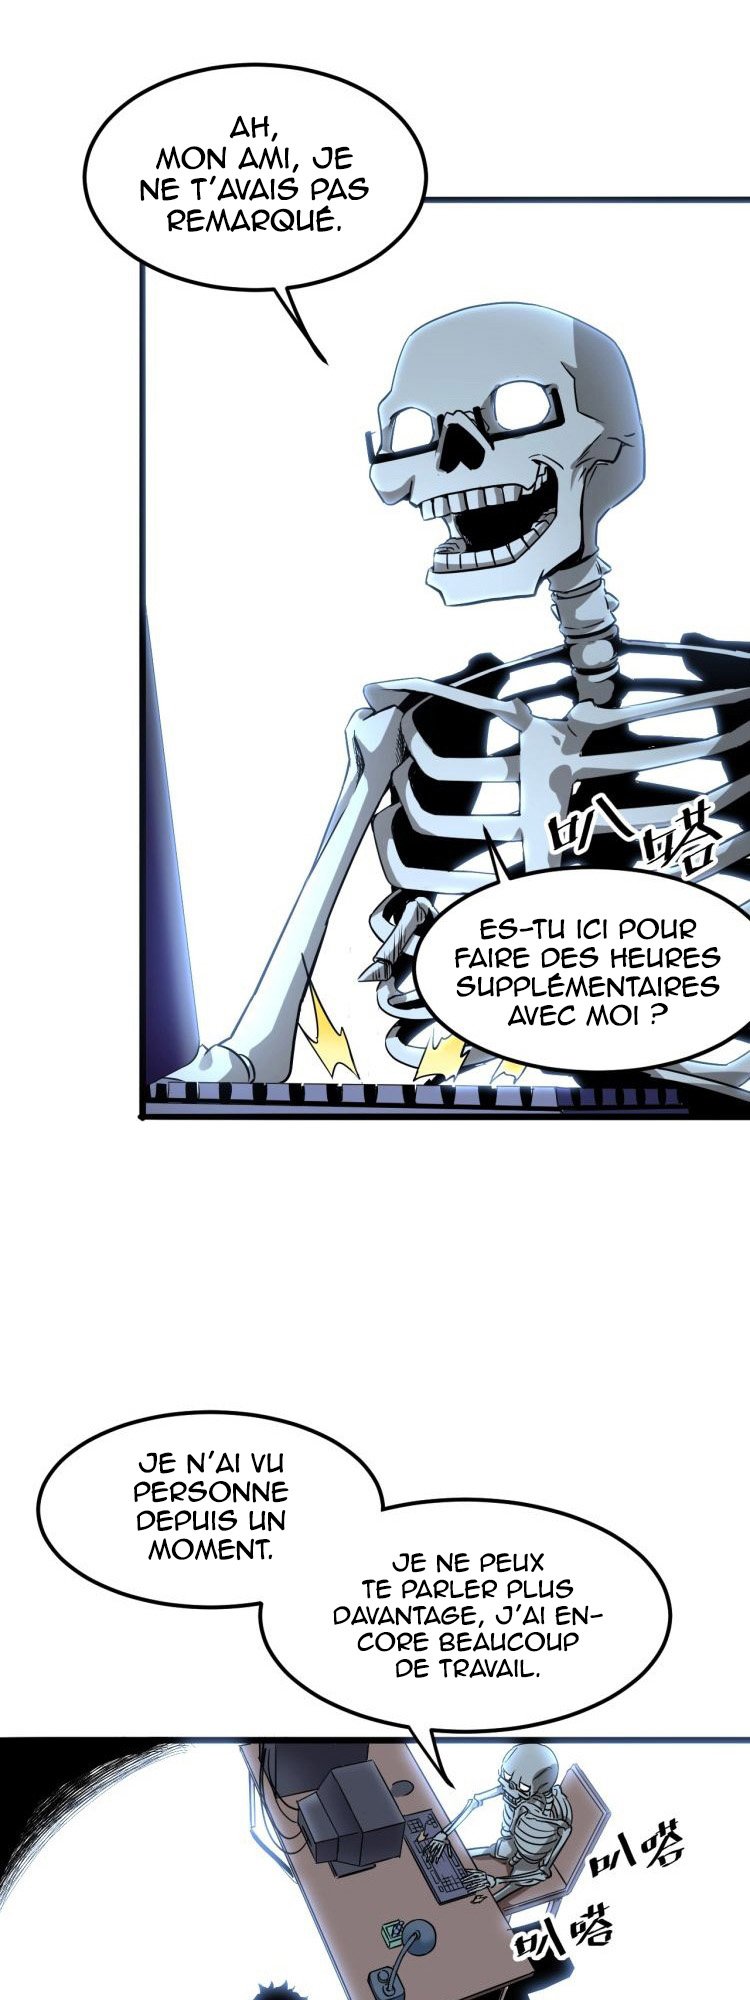 AH,
MON AMI, JE
NE T'AVAIS PAS
REMARQUÉ.
叭嗒
ES-TU ICI POUR
FAIRE DES HEURES
SUPPLÉMENTAIRES
AVEC MOI ?
JE N'AI VU
PERSONNE
DEPUIS UN
MOMENT.
JE NE PEUX
TE PARLER PLUS
DAVANTAGE, J'AI EN-
CORE BEAUCOUP
DE TRAVAIL.
叭嗒
叭嗒